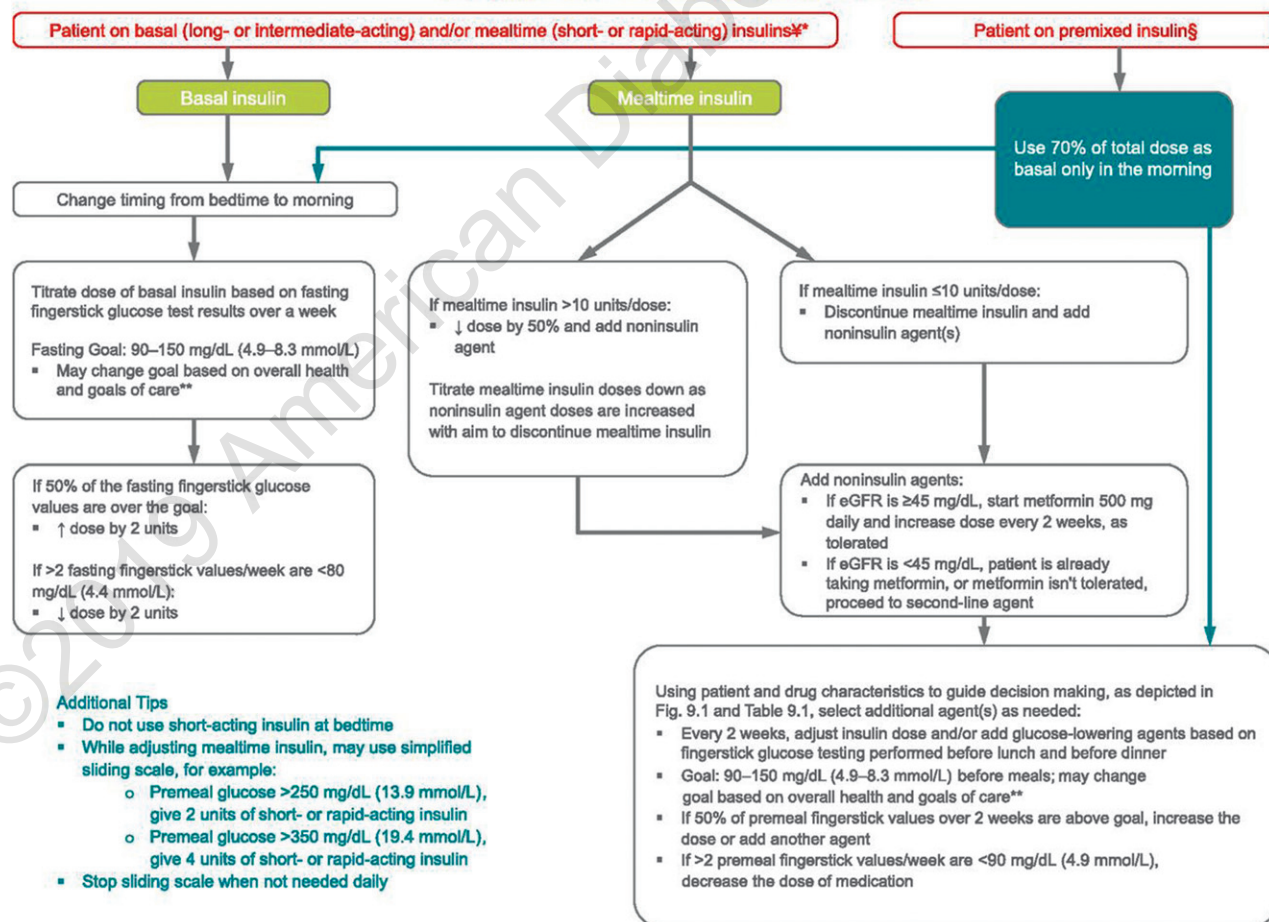 Patient on basal (long- or intermediate-acting) and/or mealtime (short- or rapid-acting) insulins¥*
Patient on premixed insulin§
Basal insulin
Mealtime insulin
Use 70% of total dose as
basal only in the morning
Change timing from bedtime to morning
Titrate dose of basal insulin based on fasting
fingerstick glucose test results over a week
Fasting Goal: 90–150 mg/dL (4.9–8.3 mmol/L)
▪ May change goal based on overall health
and goals of care**
If mealtime insulin >10 units/dose:
▪ ↓ dose by 50% and add noninsulin
agent
Titrate mealtime insulin doses down as
noninsulin agent doses are increased
with aim to discontinue mealtime insulin
If mealtime insulin ≤10 units/dose:
▪ Discontinue mealtime insulin and add
noninsulin agent(s)
If 50% of the fasting fingerstick glucose
values are over the goal:
▪ ↑ dose by 2 units
If >2 fasting fingerstick values/week are <80
mg/dL (4.4 mmol/L):
▪ ↓ dose by 2 units
Add noninsulin agents:
▪ If eGFR is ≥45 mg/dL, start metformin 500 mg
daily and increase dose every 2 weeks, as
tolerated
▪ If eGFR is <45 mg/dL, patient is already
taking metformin, or metformin isn't tolerated,
proceed to second-line agent
Additional Tips
▪ Do not use short-acting insulin at bedtime
▪ While adjusting mealtime insulin, may use simplified
sliding scale, for example:
o Premeal glucose >250 mg/dL (13.9 mmol/L),
give 2 units of short- or rapid-acting insulin
o Premeal glucose >350 mg/dL (19.4 mmol/L),
give 4 units of short- or rapid-acting insulin
▪ Stop sliding scale when not needed daily
Using patient and drug characteristics to guide decision making, as depicted in
Fig. 9.1 and Table 9.1, select additional agent(s) as needed:
▪ Every 2 weeks, adjust insulin dose and/or add glucose-lowering agents based on
fingerstick glucose testing performed before lunch and before dinner
▪ Goal: 90–150 mg/dL (4.9–8.3 mmol/L) before meals; may change
goal based on overall health and goals of care**
▪ If 50% of premeal fingerstick values over 2 weeks are above goal, increase the
dose or add another agent
▪ If >2 premeal fingerstick values/week are <90 mg/dL (4.9 mmol/L),
decrease the dose of medication
©2019 American Diabe